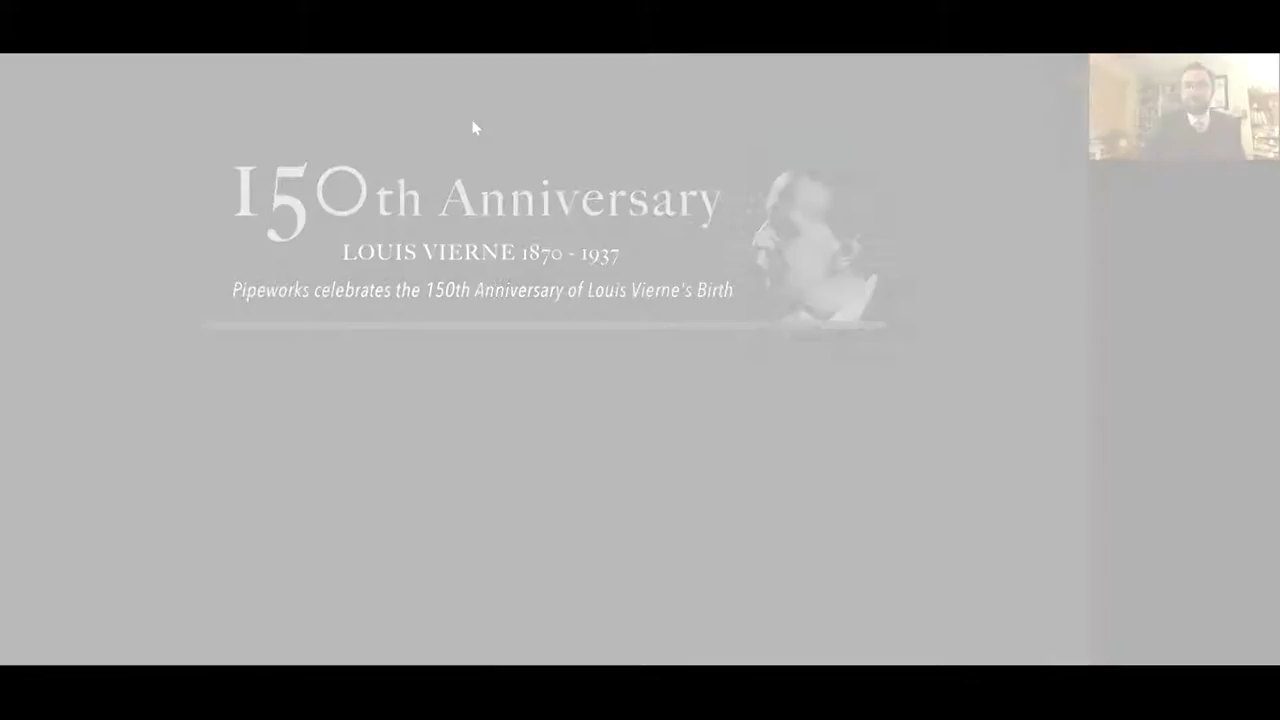 150th Anniversary
LOUIS VIERNE 1870 - 1937
Pipeworks celebrates the 150th Anniversary of Louis Vierne's Birth